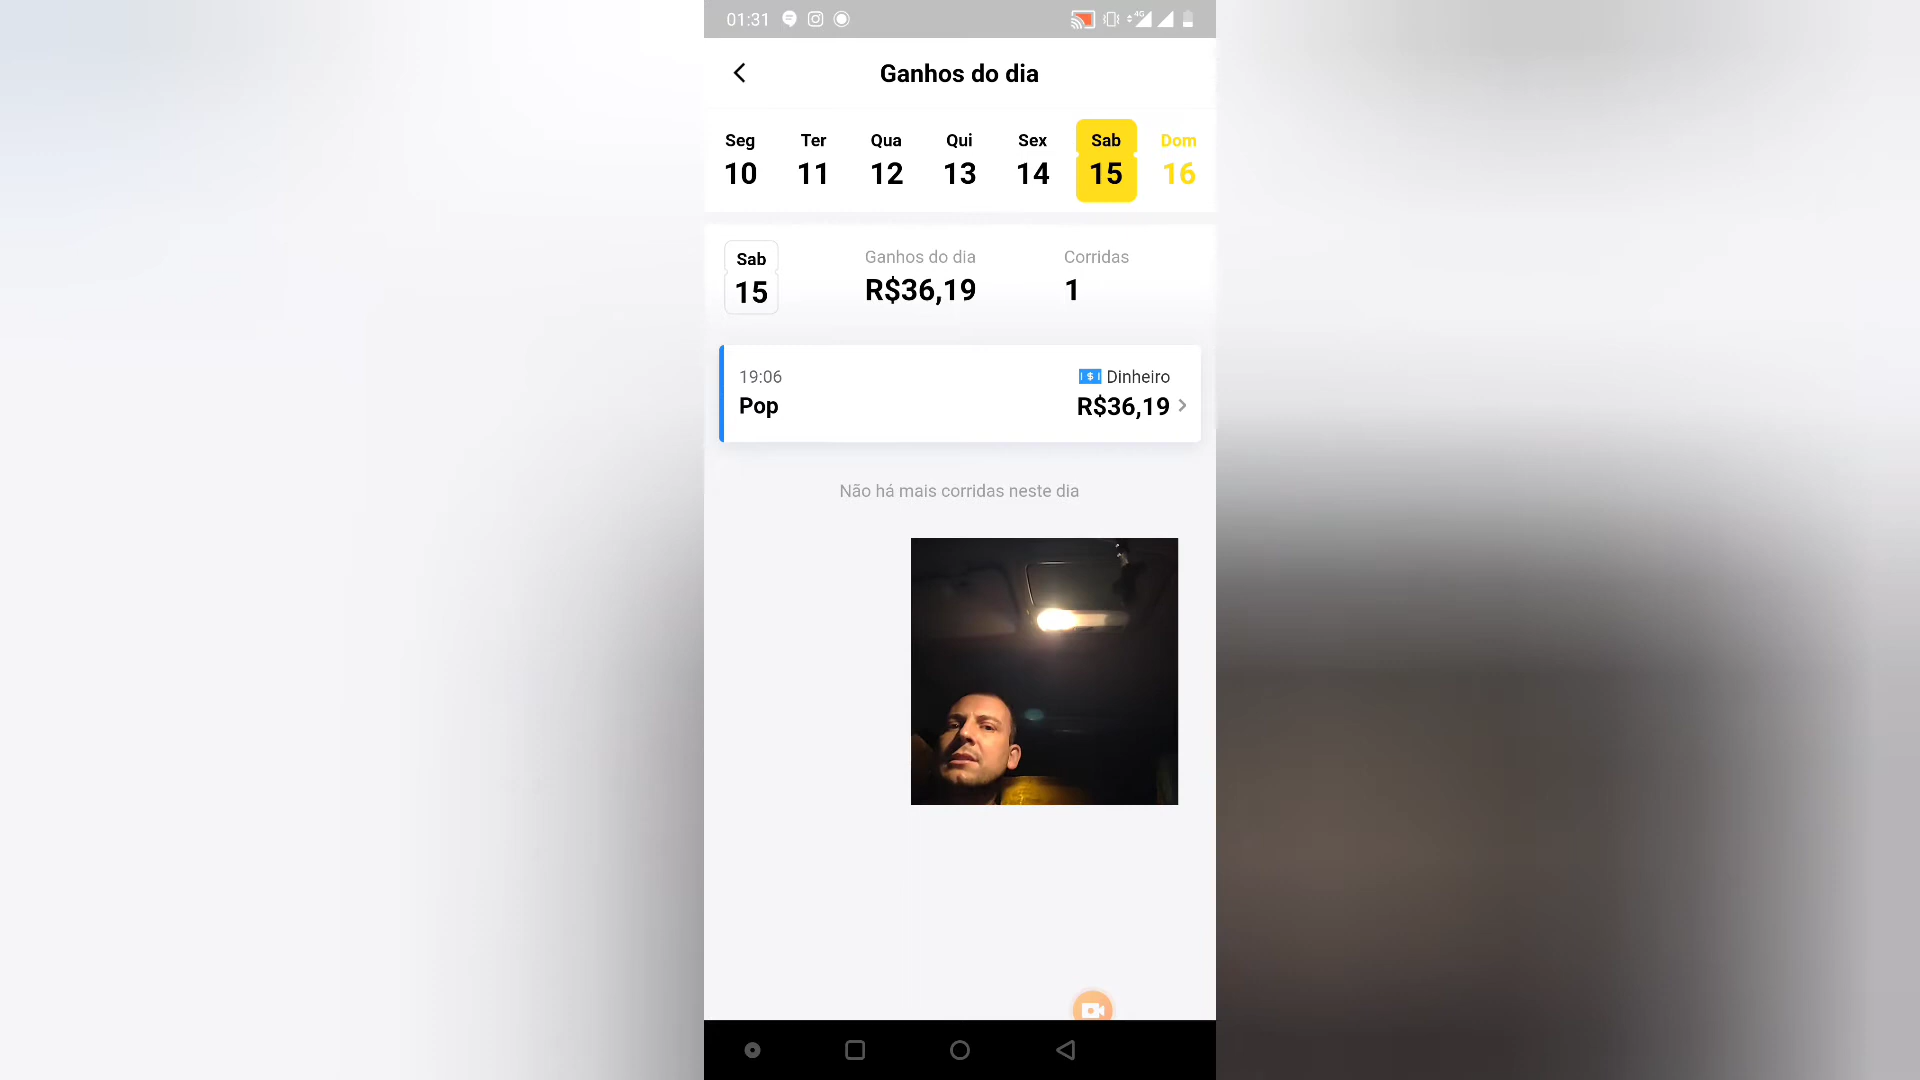 01:31
4G
Ganhos do dia
Seg Ter Qua Qui Sex Sab Dom
10 11 12 13 14 15 16
Sab
15
Ganhos do dia
R$36,19
Corridas
1
19:06
Pop
Dinheiro
R$36,19
Não há mais corridas neste dia